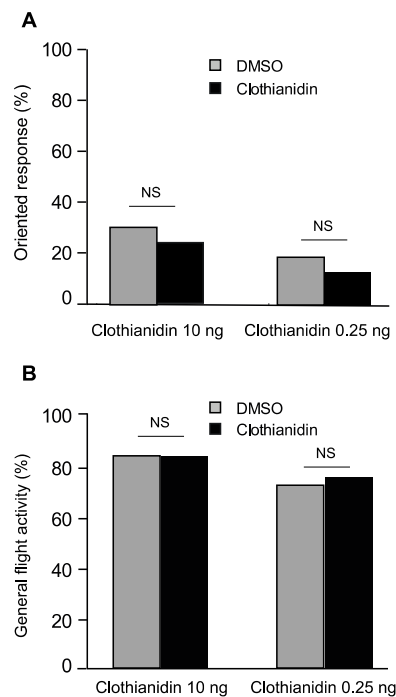 A
100
80
60
40
20
0
Oriented response (%)
DMSO
Clothianidin
NS
NS
Clothianidin 10 ng
Clothianidin 0.25 ng
B
100
80
60
40
20
0
General flight activity (%)
DMSO
Clothianidin
NS
NS
Clothianidin 10 ng
Clothianidin 0.25 ng